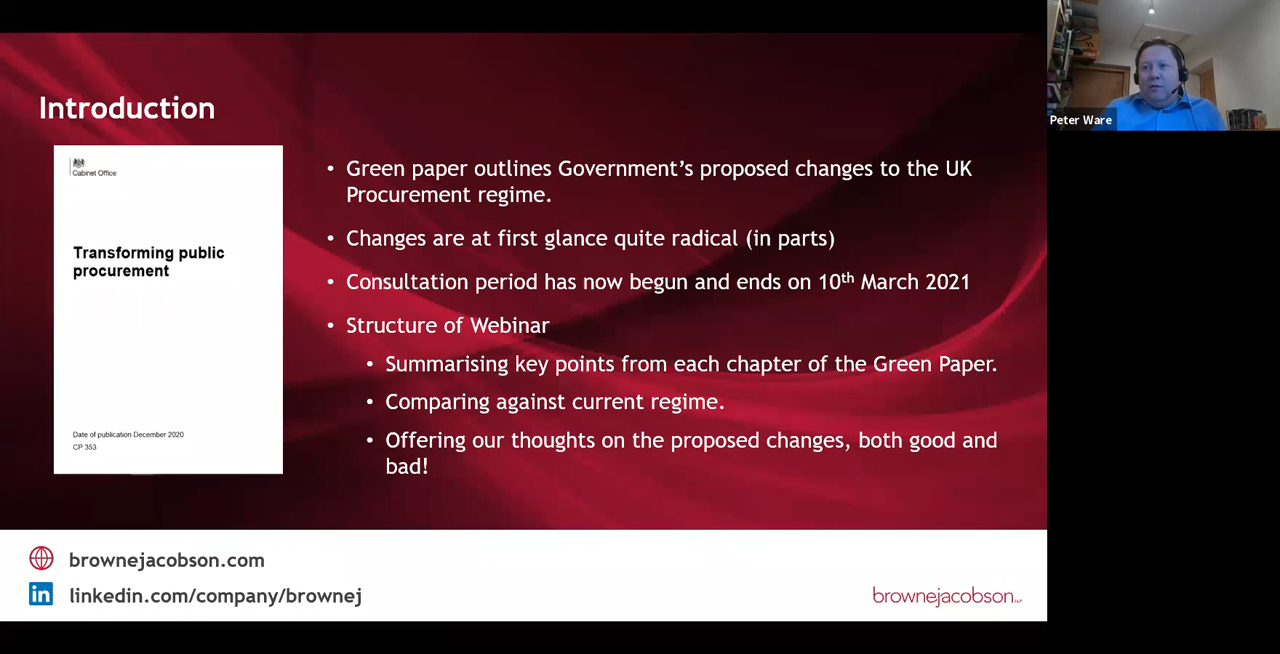 Introduction
Cabinet Office
Transforming public
procurement
Date of publication December 2020
CP 353
• Green paper outlines Government’s proposed changes to the UK
Procurement regime.
• Changes are at first glance quite radical (in parts)
• Consultation period has now begun and ends on 10th March 2021
• Structure of Webinar
• Summarising key points from each chapter of the Green Paper.
• Comparing against current regime.
• Offering our thoughts on the proposed changes, both good and
bad!
brownejacobson.com
in
linkedin.com/company/brownej
brownejacobson LLP
Peter Ware